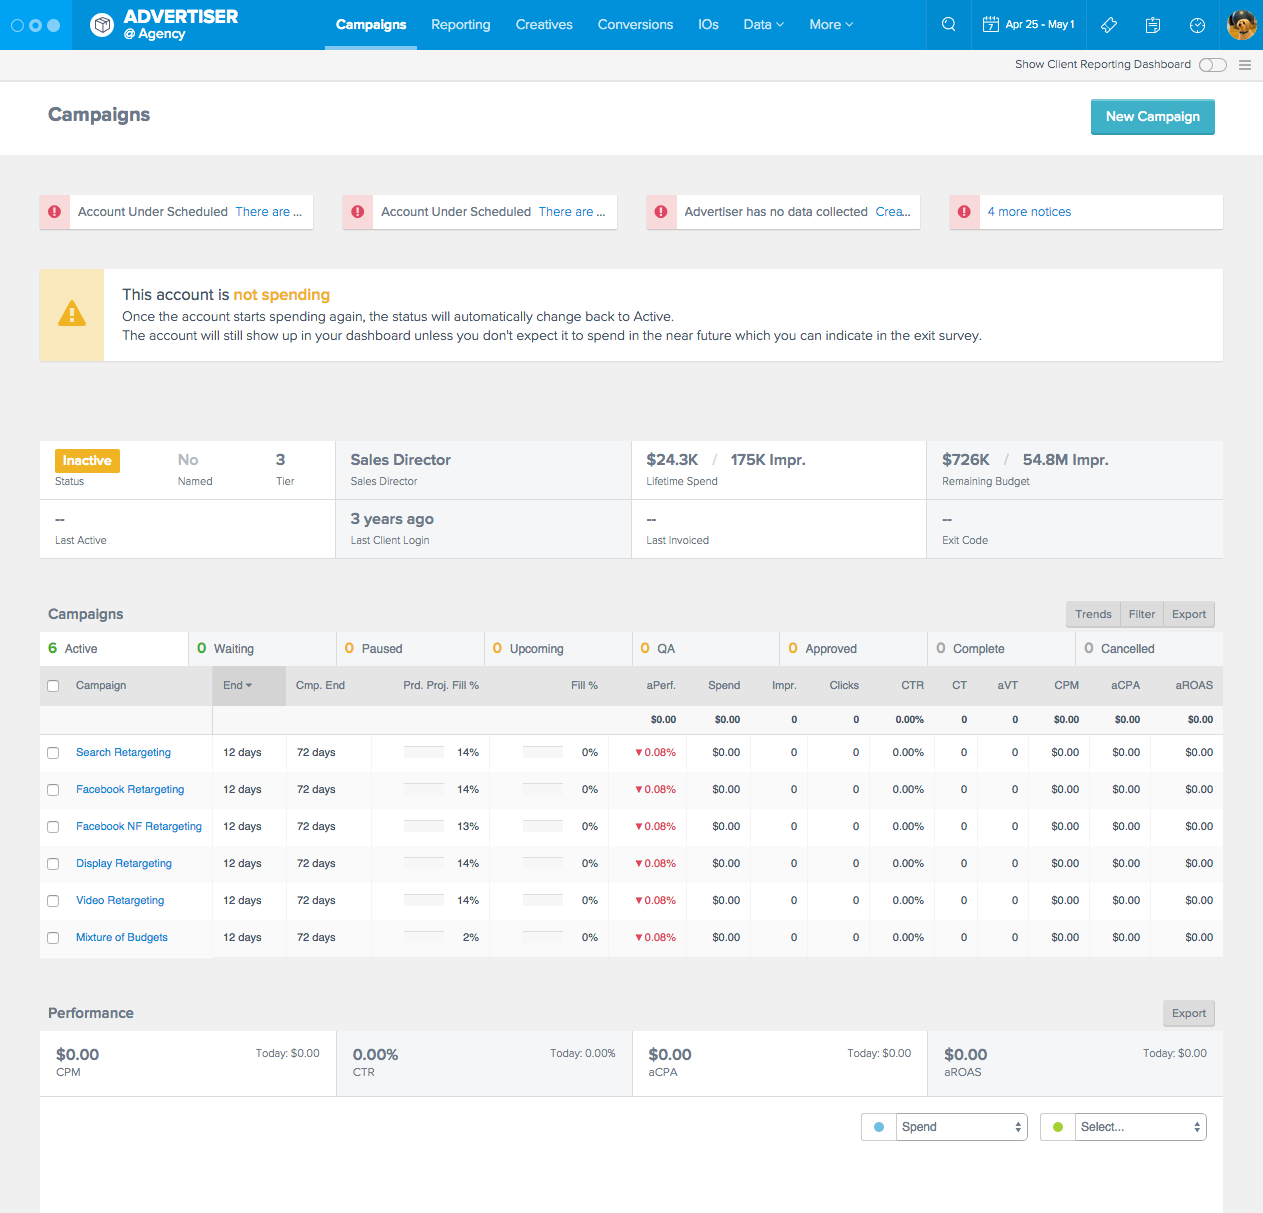 ADVERTISER
@ Agency
Campaigns Reporting Creatives Conversions IOs Data More
7 Apr 25 - May 1
Show Client Reporting Dashboard
Campaigns
New Campaign
Account Under Scheduled There are ...
Account Under Scheduled There are ...
Advertiser has no data collected Crea...
4 more notices
This account is not spending
Once the account starts spending again, the status will automatically change back to Active.
The account will still show up in your dashboard unless you don't expect it to spend in the near future which you can indicate in the exit survey.
Inactive No 3 Sales Director $24.3K / 175K Impr. $726K / 54.8M Impr.
Status Named Tier Sales Director Lifetime Spend Remaining Budget
-- 3 years ago -- --
Last Active Last Client Login Last Invoiced Exit Code
Campaigns
Trends Filter Export
6 Active 0 Waiting 0 Paused 0 Upcoming 0 QA 0 Approved 0 Complete 0 Cancelled
Campaign End Cmp. End Prd. Proj. Fill % Fill % aPerf. Spend Impr. Clicks CTR CT aVT CPM aCPA aROAS
$0.00 $0.00 0 0 0.00% 0 0 $0.00 $0.00 $0.00
Search Retargeting 12 days 72 days 14% 0% ▼0.08% $0.00 0 0 0.00% 0 0 $0.00 $0.00 $0.00
Facebook Retargeting 12 days 72 days 14% 0% ▼0.08% $0.00 0 0 0.00% 0 0 $0.00 $0.00 $0.00
Facebook NF Retargeting 12 days 72 days 13% 0% ▼0.08% $0.00 0 0 0.00% 0 0 $0.00 $0.00 $0.00
Display Retargeting 12 days 72 days 14% 0% ▼0.08% $0.00 0 0 0.00% 0 0 $0.00 $0.00 $0.00
Video Retargeting 12 days 72 days 14% 0% ▼0.08% $0.00 0 0 0.00% 0 0 $0.00 $0.00 $0.00
Mixture of Budgets 12 days 72 days 2% 0% ▼0.08% $0.00 0 0 0.00% 0 0 $0.00 $0.00 $0.00
Performance
Export
$0.00 Today: $0.00 0.00% Today: 0.00% $0.00 Today: $0.00 $0.00 Today: $0.00
CPM CTR aCPA aROAS
Spend Select...